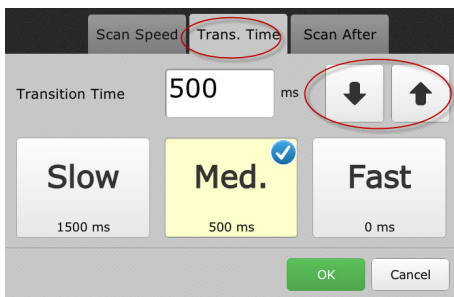 Scan Speed Trans. Time Scan After
Transition Time 500 ms
Slow Med. Fast
1500 ms 500 ms 0 ms
OK Cancel